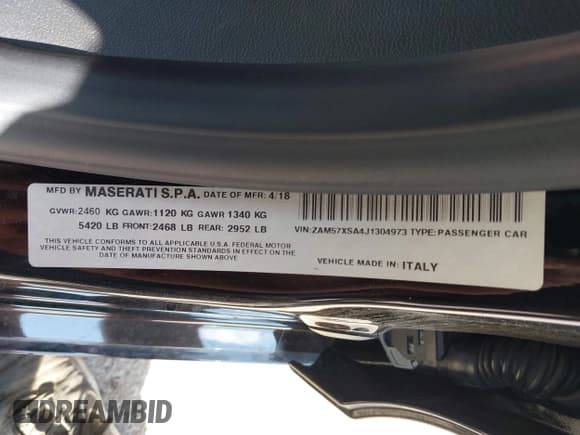 MFD BY MASERATI S.P.A. DATE OF MFR: 4/18
GVWR:2460 KG GAWR:1120 KG GAWR 1340 KG
5420 LB FRONT:2468 LB REAR: 2952 LB
THIS VEHICLE CONFORMS TO ALL APPLICABLE U.S.A. FEDERAL MOTOR
VEHICLE SAFETY AND THEFT PREVENTION STANDARDS IN EFFECT ON THE
DATE OF MANUFACTURE SHOWN ABOVE
VIN:ZAM57XSA4J1304973 TYPE:PASSENGER CAR
VEHICLE MADE IN: ITALY
DREAMBID